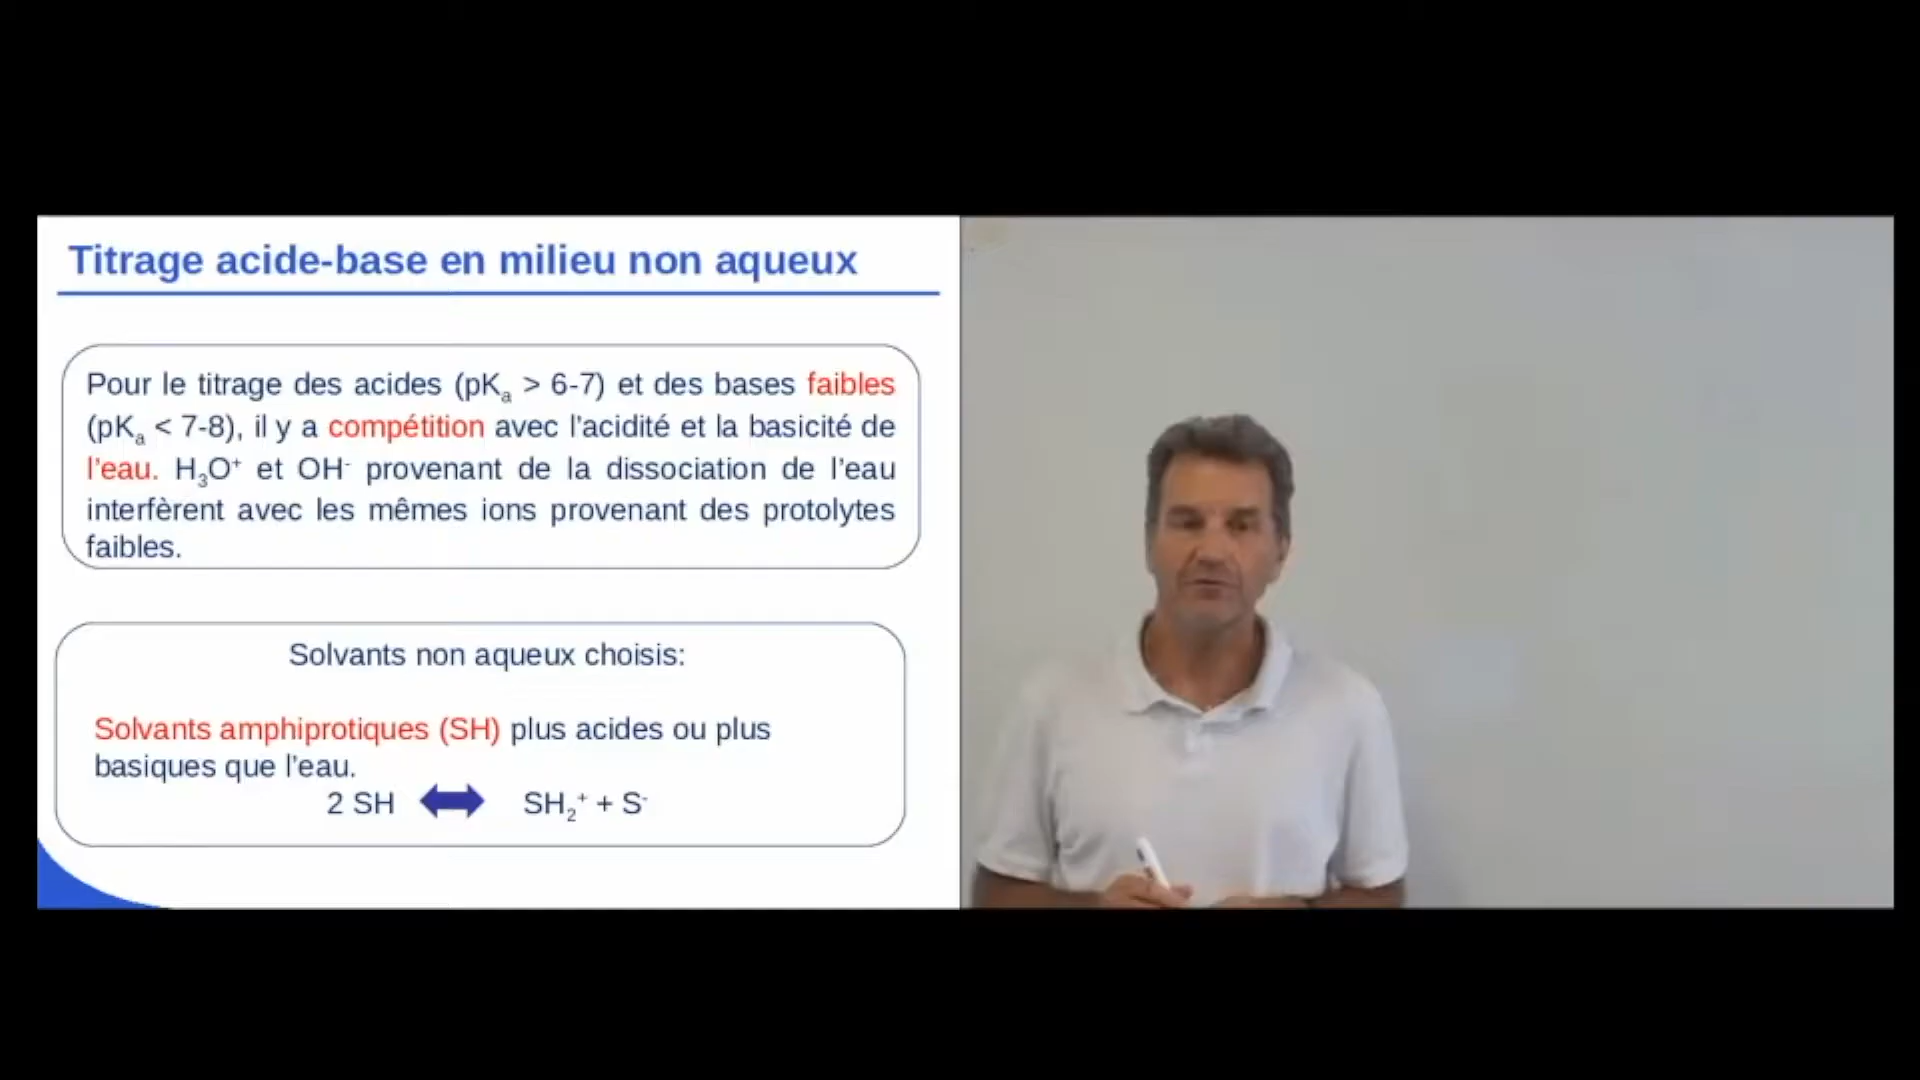 Titrage acide-base en milieu non aqueux
Pour le titrage des acides (pKₐ > 6-7) et des bases faibles
(pKₐ < 7-8), il y a compétition avec l'acidité et la basicité de
l’eau. H₃O⁺ et OH⁻ provenant de la dissociation de l’eau
interfèrent avec les mêmes ions provenant des protolytes
faibles.
Solvants non aqueux choisis:
Solvants amphiprotiques (SH) plus acides ou plus
basiques que l’eau.
2 SH ⟷ SH₂⁺ + S⁻